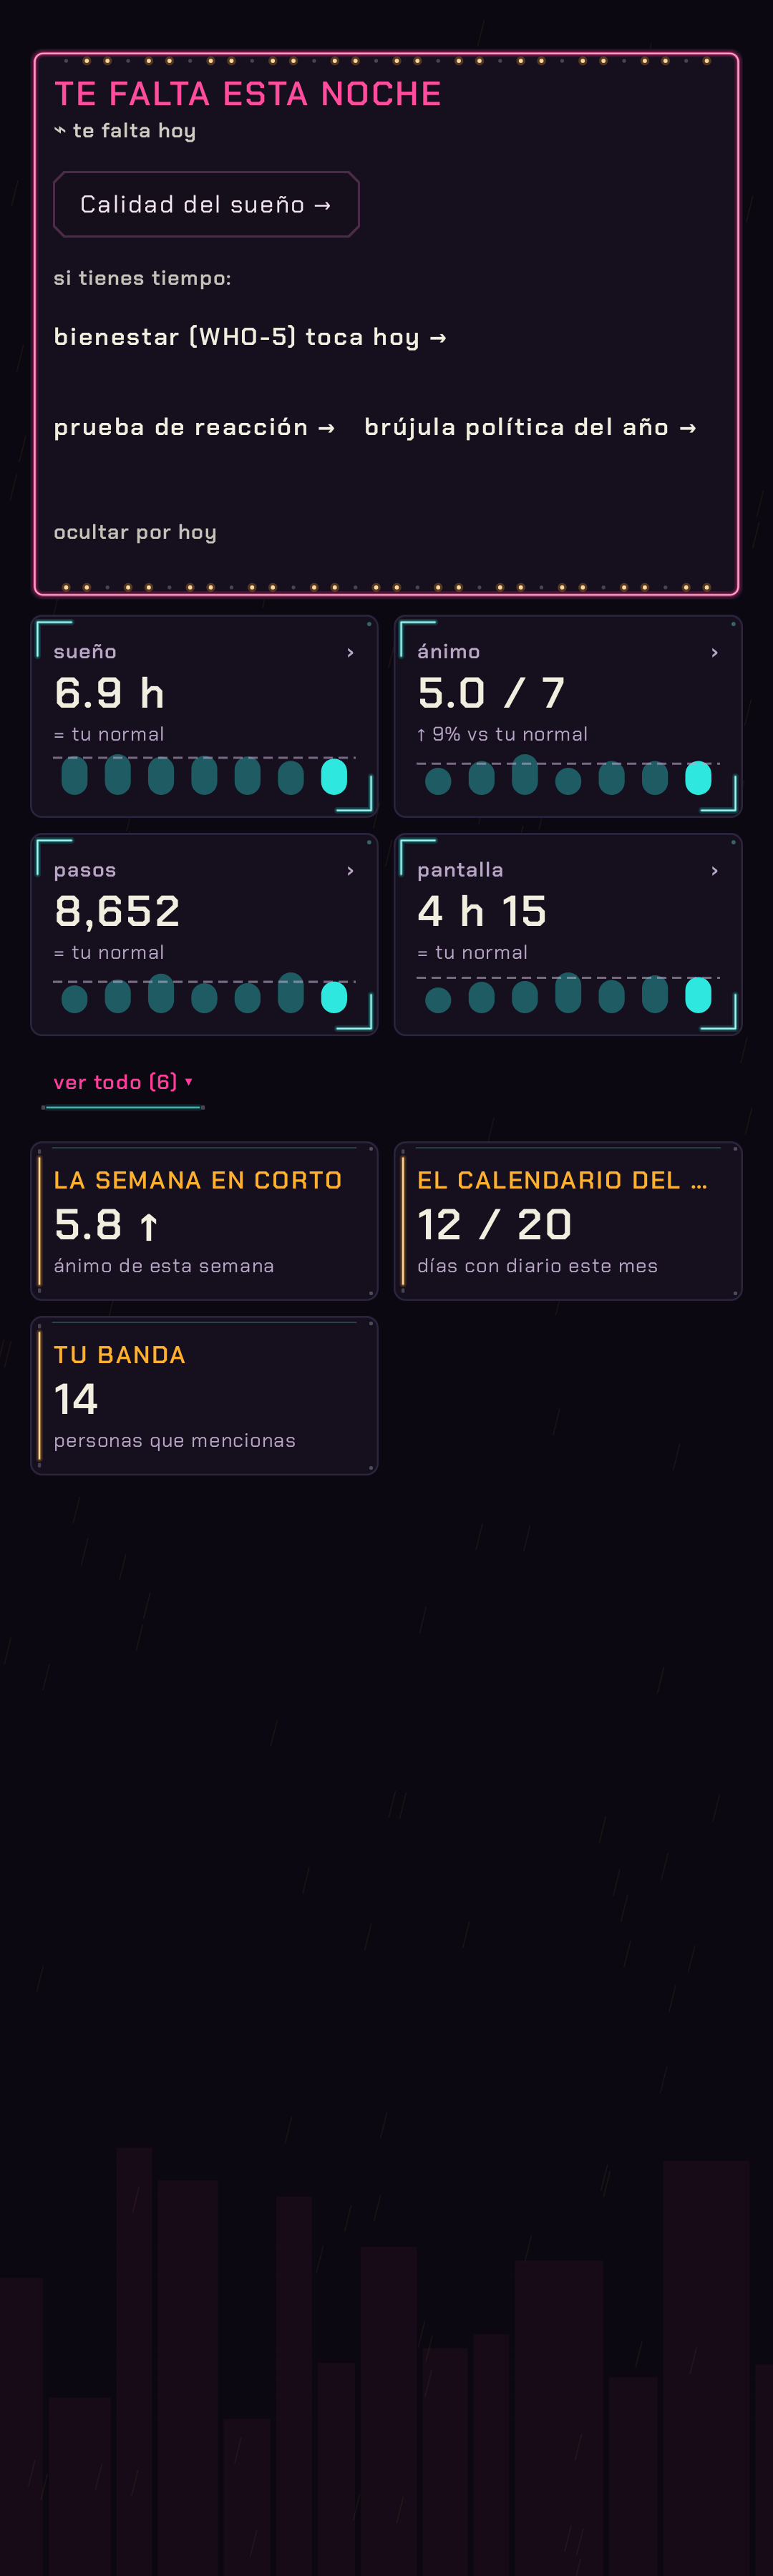 TE FALTA ESTA NOCHE
⌁ te falta hoy
Calidad del sueño →
si tienes tiempo:
bienestar (WHO-5) toca hoy →
prueba de reacción → brújula política del año →
ocultar por hoy
sueño ›
6.9 h
= tu normal
ánimo ›
5.0 / 7
↑ 9% vs tu normal
pasos ›
8,652
= tu normal
pantalla ›
4 h 15
= tu normal
ver todo (6) ▾
LA SEMANA EN CORTO
5.8 ↑
ánimo de esta semana
EL CALENDARIO DEL ...
12 / 20
días con diario este mes
TU BANDA
14
personas que mencionas